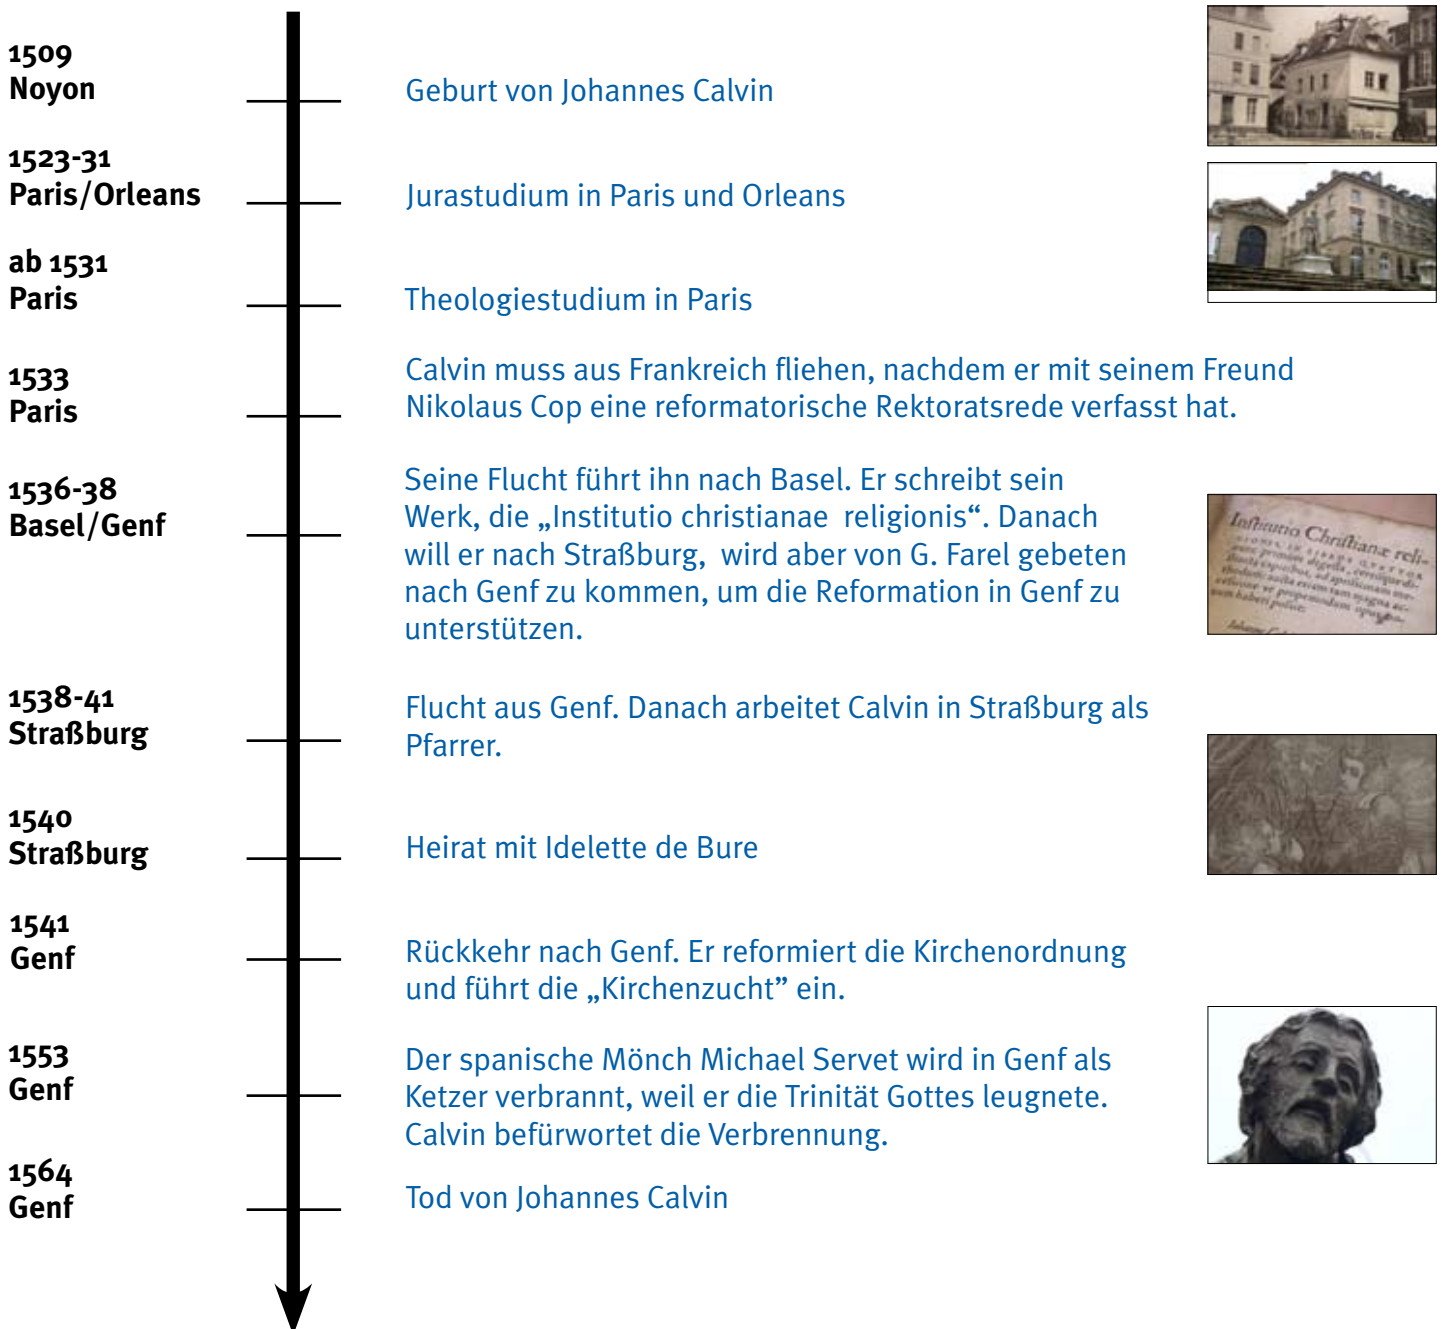 1509
Noyon
Geburt von Johannes Calvin
1523-31
Paris/Orleans
Jurastudium in Paris und Orleans
ab 1531
Paris
Theologiestudium in Paris
1533
Paris
Calvin muss aus Frankreich fliehen, nachdem er mit seinem Freund
Nikolaus Cop eine reformatorische Rektoratsrede verfasst hat.
1536-38
Basel/Genf
Seine Flucht führt ihn nach Basel. Er schreibt sein
Werk, die „Institutio christianae religionis“. Danach
will er nach Straßburg, wird aber von G. Farel gebeten
nach Genf zu kommen, um die Reformation in Genf zu
unterstützen.
Institutio Christianæ reli-
1538-41
Straßburg
Flucht aus Genf. Danach arbeitet Calvin in Straßburg als
Pfarrer.
1540
Straßburg
Heirat mit Idelette de Bure
1541
Genf
Rückkehr nach Genf. Er reformiert die Kirchenordnung
und führt die „Kirchenzucht” ein.
1553
Genf
Der spanische Mönch Michael Servet wird in Genf als
Ketzer verbrannt, weil er die Trinität Gottes leugnete.
Calvin befürwortet die Verbrennung.
1564
Genf
Tod von Johannes Calvin